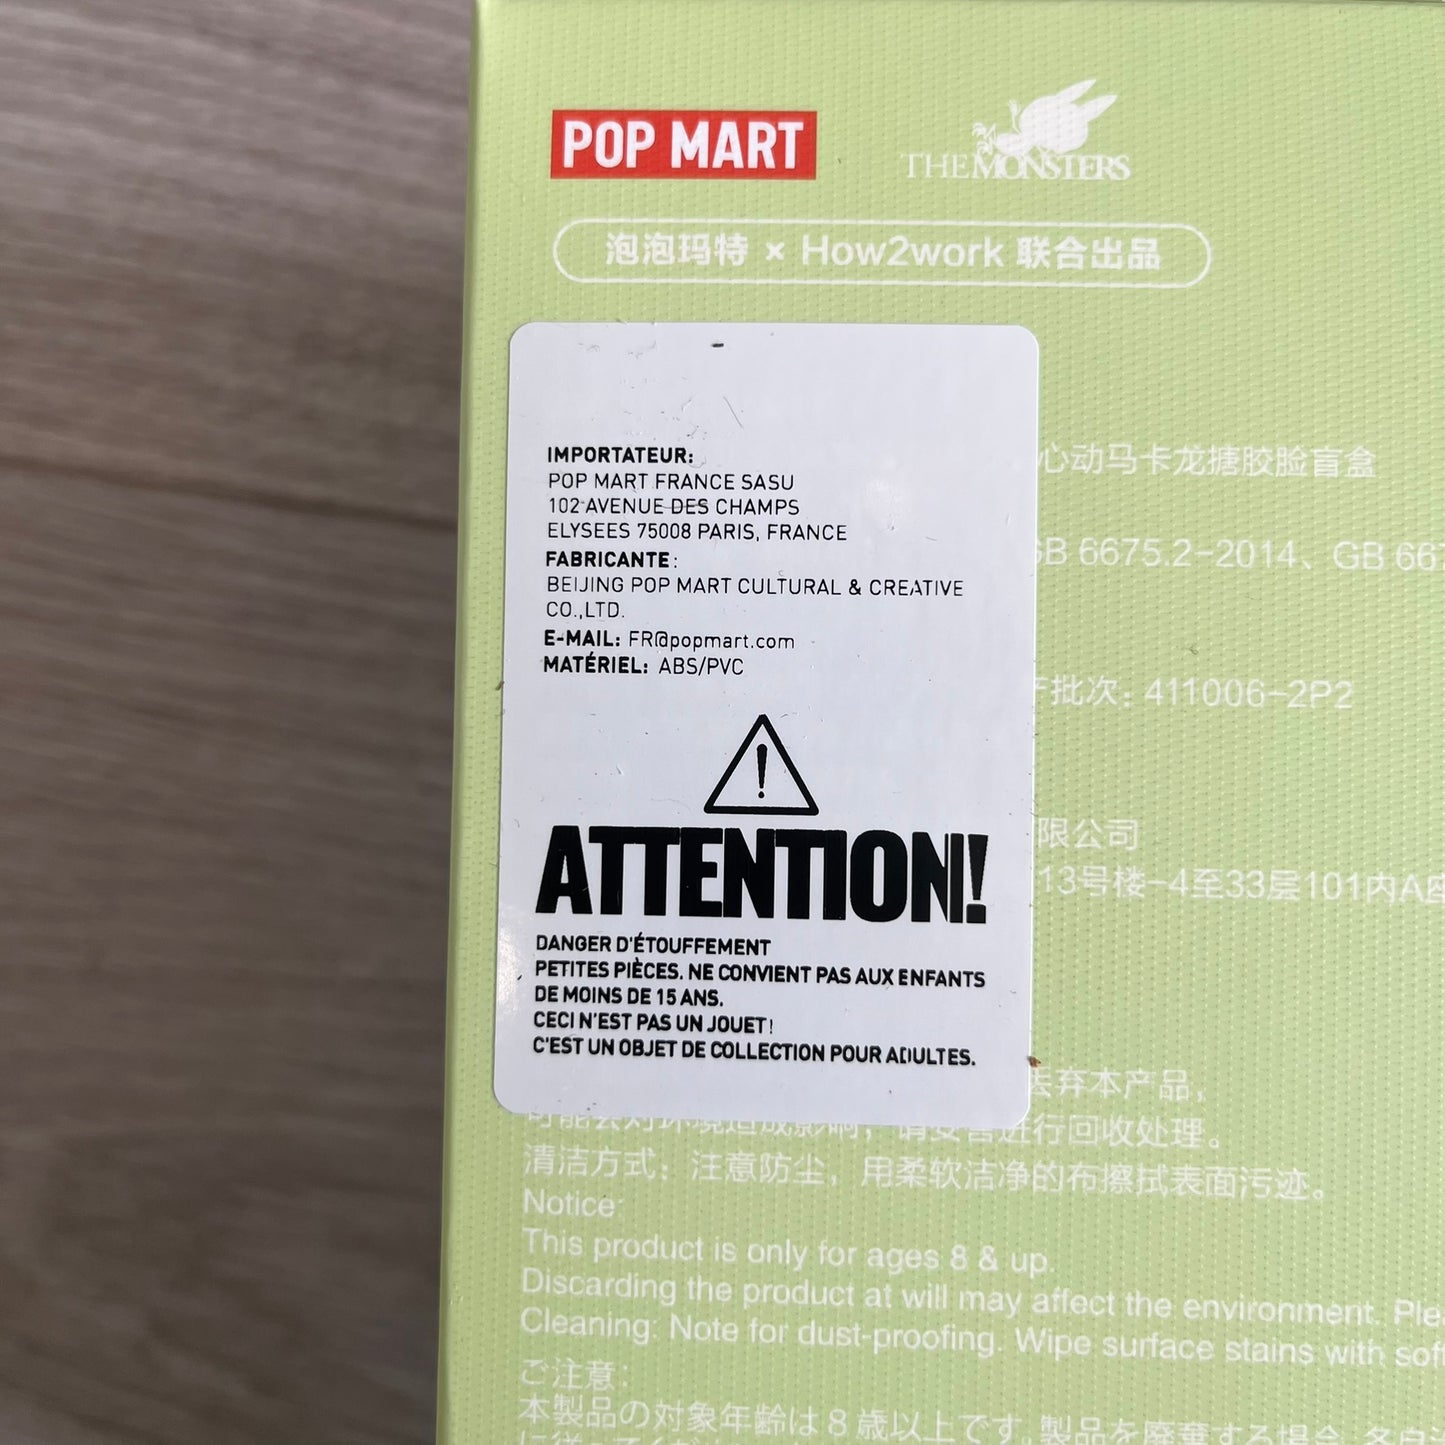 POP MART
THE MONSTERS
泡泡玛特 × How2work 联合出品
IMPORTATEUR:
POP MART FRANCE SASU
102 AVENUE DES CHAMPS
ELYSEES 75008 PARIS, FRANCE
FABRICANTE:
BEIJING POP MART CULTURAL & CREATIVE
CO.,LTD.
E-MAIL: FR@popmart.com
MATÉRIEL: ABS/PVC
ATTENTION!
DANGER D'ÉTOUFFEMENT
PETITES PIÈCES. NE CONVIENT PAS AUX ENFANTS
DE MOINS DE 15 ANS.
CECI N'EST PAS UN JOUET!
C'EST UN OBJET DE COLLECTION POUR ADULTES.
心动马卡龙搪胶脸盲盒
GB 6675.2-2014、GB 667
批次: 411006-2P2
限公司
13号楼-4至33层101内A座
弃本产品，
进行回收处理。
清洁方式：注意防尘，用柔软洁净的布擦拭表面污迹。
Notice:
This product is only for ages 8 & up.
Discarding the product at will may affect the environment. Ple
Cleaning: Note for dust-proofing. Wipe surface stains with sof
ご注意:
本製品の対象年齢は8歳以上です。製品を廃棄する場合、各自